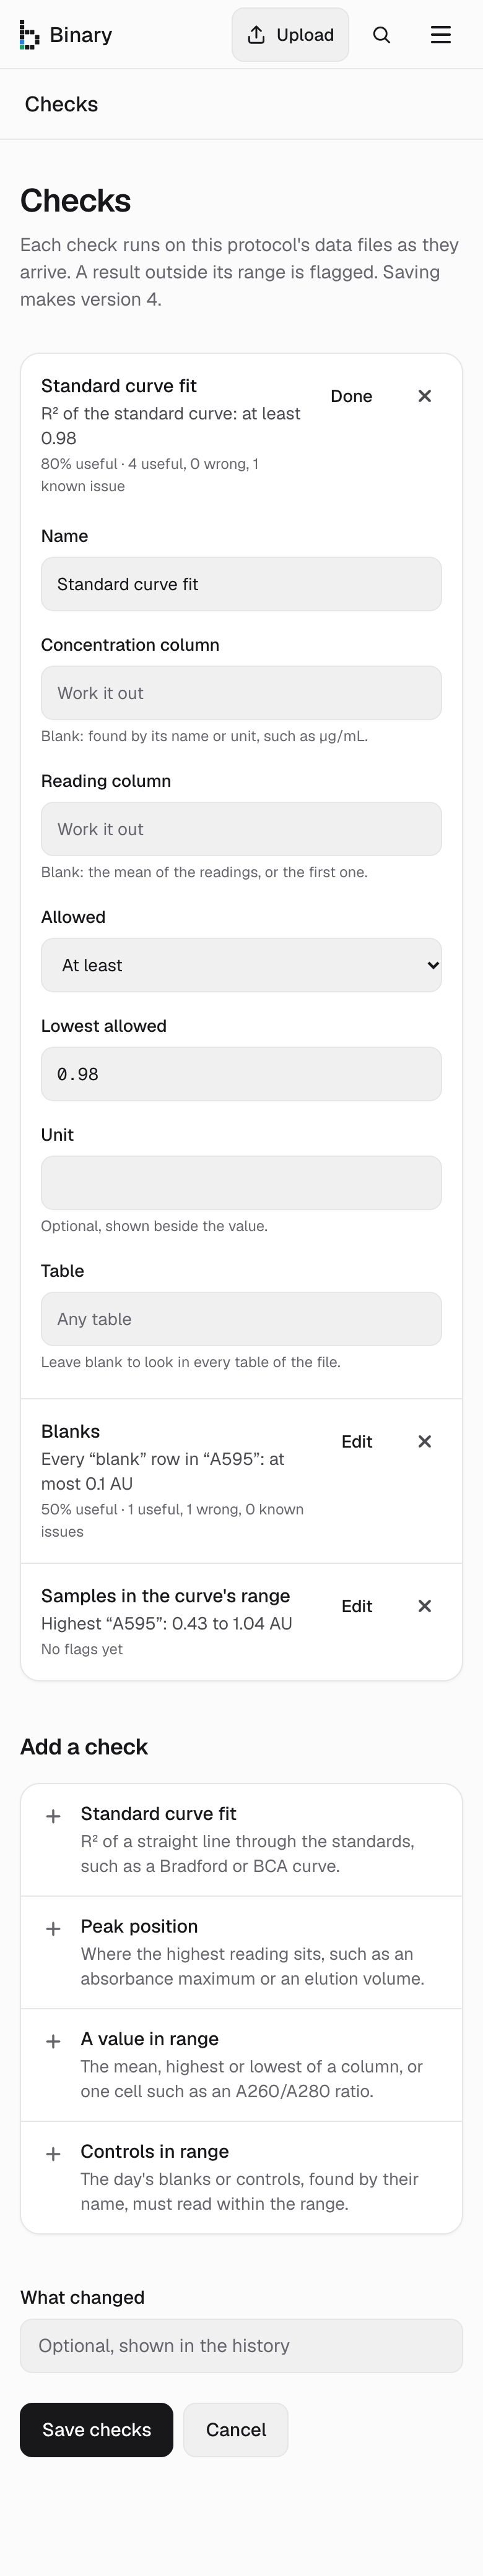 Binary
Upload
Checks
Checks
Each check runs on this protocol's data files as they
arrive. A result outside its range is flagged. Saving
makes version 4.
Standard curve fit
R² of the standard curve: at least
0.98
80% useful · 4 useful, 0 wrong, 1
known issue
Done
Name
Standard curve fit
Concentration column
Work it out
Blank: found by its name or unit, such as µg/mL.
Reading column
Work it out
Blank: the mean of the readings, or the first one.
Allowed
At least
Lowest allowed
0.98
Unit
Optional, shown beside the value.
Table
Any table
Leave blank to look in every table of the file.
Blanks
Every “blank” row in “A595”: at
most 0.1 AU
50% useful · 1 useful, 1 wrong, 0 known
issues
Edit
Samples in the curve's range
Highest “A595”: 0.43 to 1.04 AU
No flags yet
Edit
Add a check
Standard curve fit
R² of a straight line through the standards,
such as a Bradford or BCA curve.
Peak position
Where the highest reading sits, such as an
absorbance maximum or an elution volume.
A value in range
The mean, highest or lowest of a column, or
one cell such as an A260/A280 ratio.
Controls in range
The day's blanks or controls, found by their
name, must read within the range.
What changed
Optional, shown in the history
Save checks
Cancel